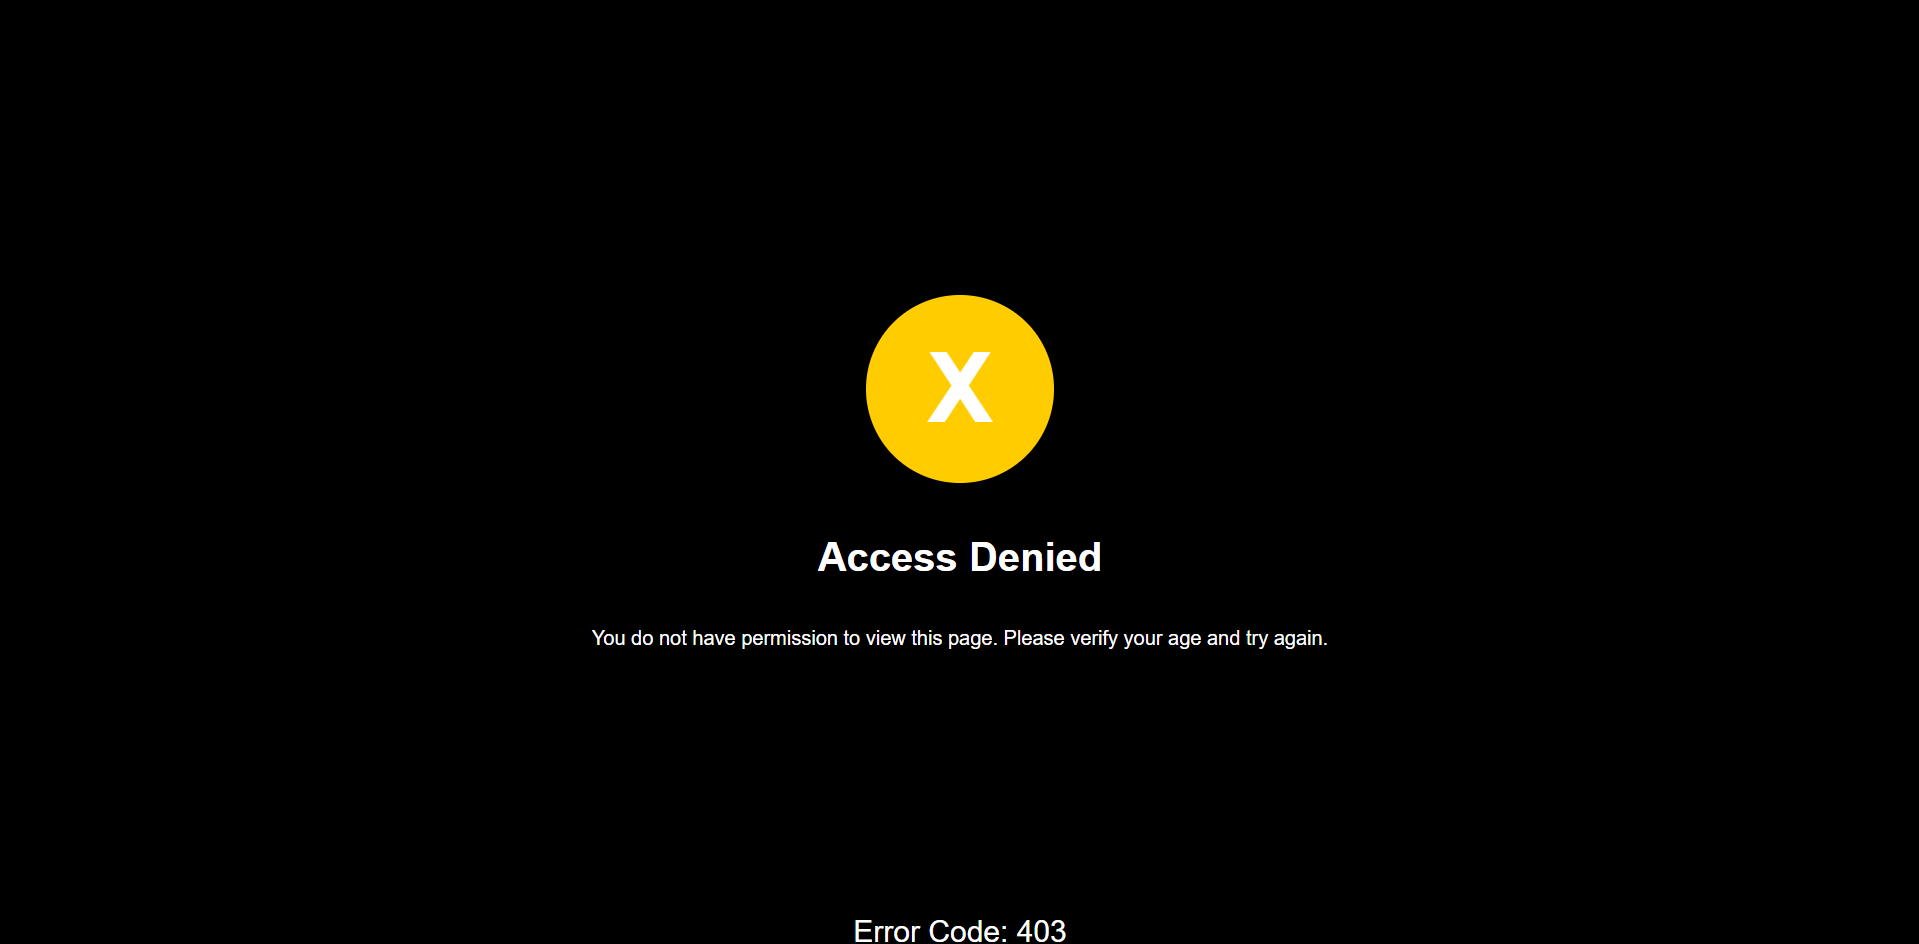 X
Access Denied
You do not have permission to view this page. Please verify your age and try again.
Error Code: 403